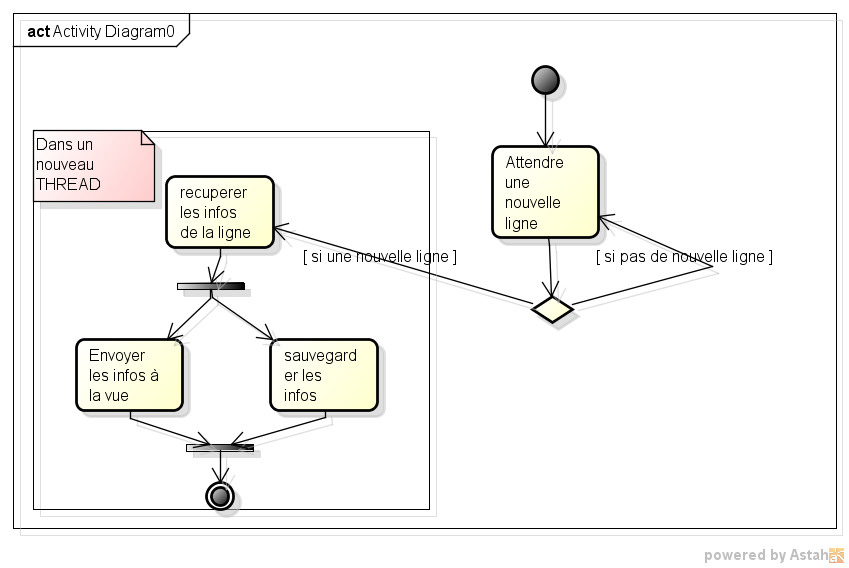 act Activity Diagram0
Dans un
nouveau
THREAD
recuperer
les infos
de la ligne
Attendre
une
nouvelle
ligne
[ si une nouvelle ligne ]
[ si pas de nouvelle ligne ]
Envoyer
les infos à
la vue
sauvegard
er les
infos
powered by Astah